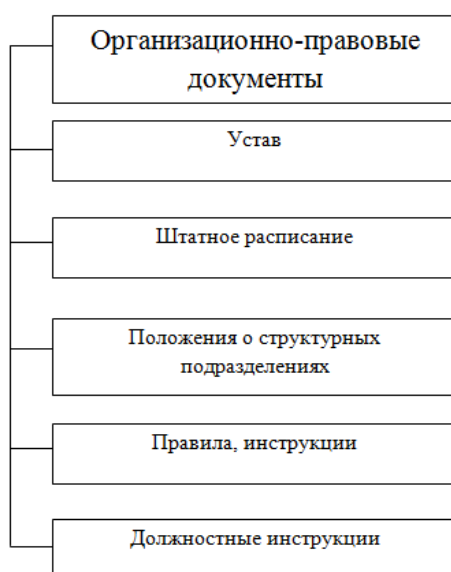 Организационно-правовые
документы
Устав
Штатное расписание
Положения о структурных
подразделениях
Правила, инструкции
Должностные инструкции